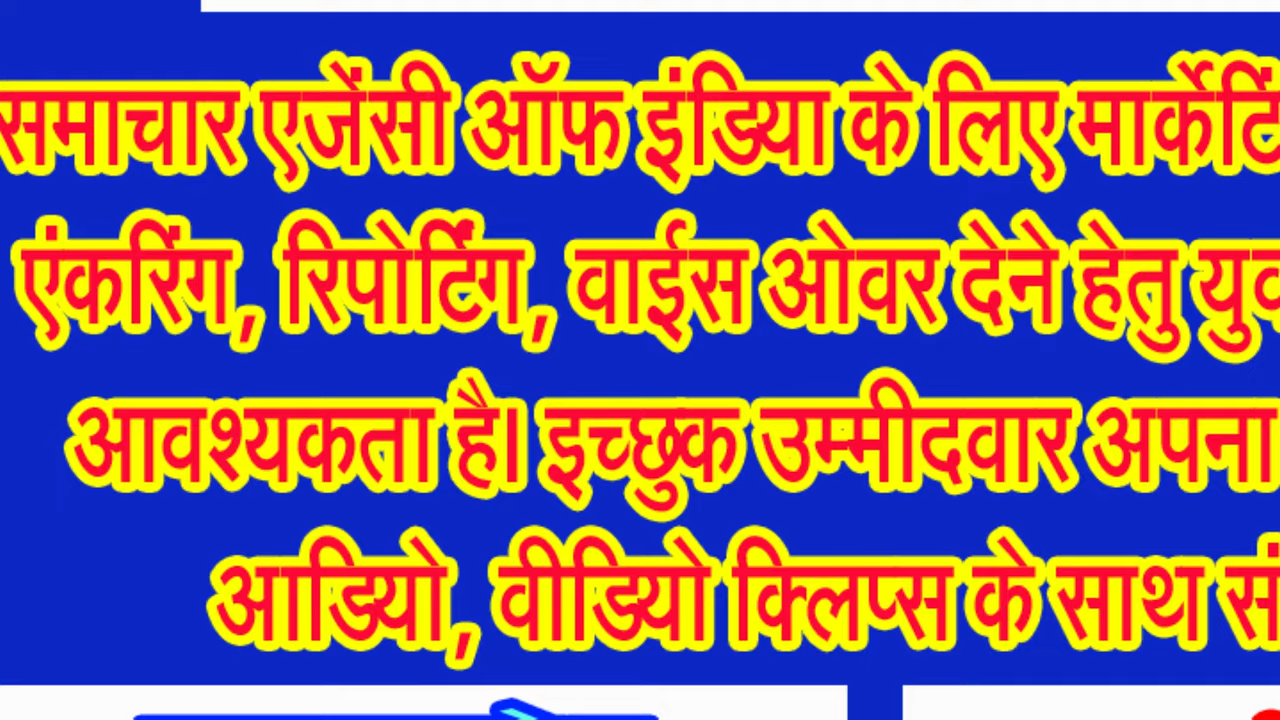 समाचार एजेंसी ऑफ इंडिया के लिए
एंकरिंग, रिपोर्टिंग, वाईस ओवर देने हेतु
आवश्यकता है। इच्छुक उम्मीदवार अपना
आडियो, वीडियो क्लिप्स के साथ